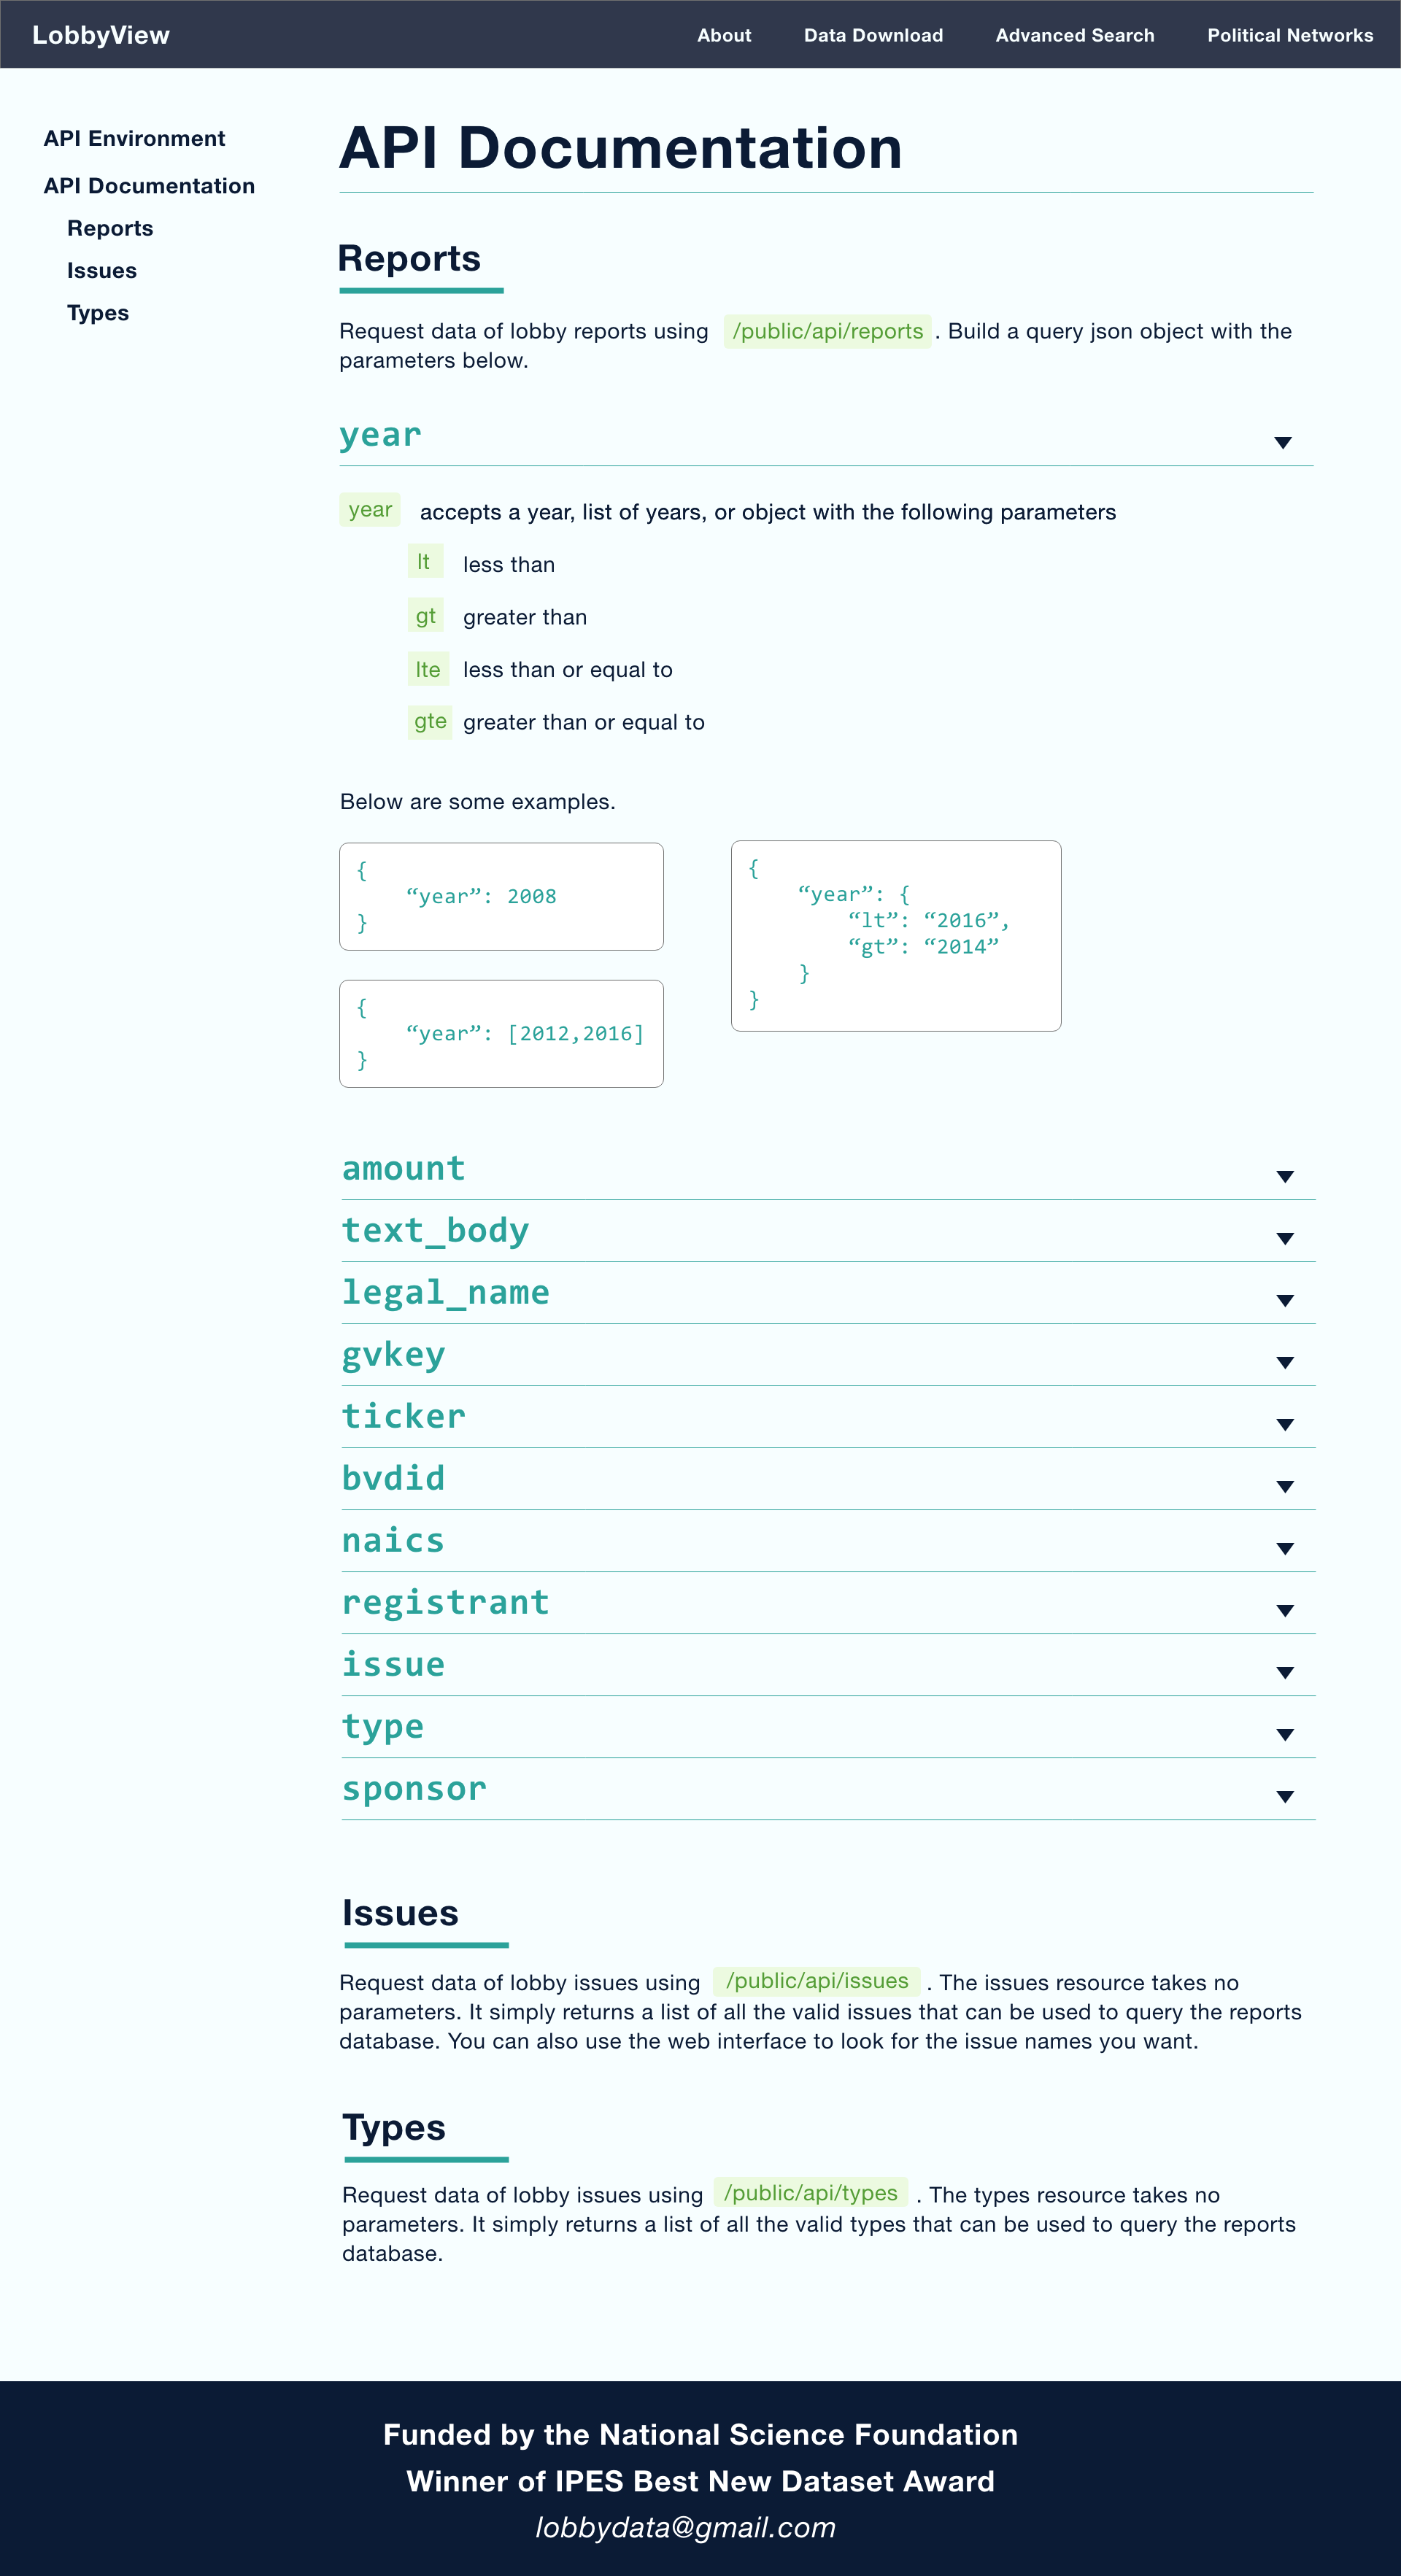 LobbyView
About
Data Download
Advanced Search
Political Networks
API Environment
API Documentation
Reports
Issues
Types
API Documentation
Reports
Request data of lobby reports using /public/api/reports . Build a query json object with the
parameters below.
year
year accepts a year, list of years, or object with the following parameters
lt less than
gt greater than
lte less than or equal to
gte greater than or equal to
Below are some examples.
{
“year”: 2008
}
{
“year”: [2012,2016]
}
{
“year”: {
“lt”: “2016”,
“gt”: “2014”
}
}
amount
text_body
legal_name
gvkey
ticker
bvdid
naics
registrant
issue
type
sponsor
Issues
Request data of lobby issues using /public/api/issues . The issues resource takes no
parameters. It simply returns a list of all the valid issues that can be used to query the reports
database. You can also use the web interface to look for the issue names you want.
Types
Request data of lobby issues using /public/api/types . The types resource takes no
parameters. It simply returns a list of all the valid types that can be used to query the reports
database.
Funded by the National Science Foundation
Winner of IPES Best New Dataset Award
lobbydata@gmail.com